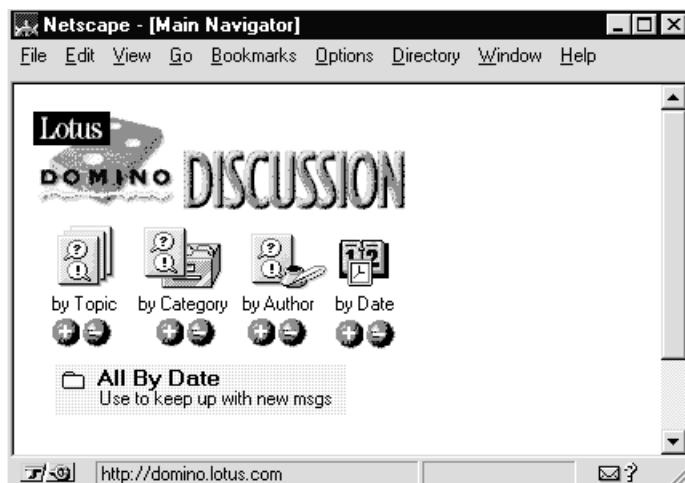 Netscape - [Main Navigator]
File Edit View Go Bookmarks Options Directory Window Help
Lotus
DOMINO
DISCUSSION
by Topic by Category by Author by Date
All By Date
Use to keep up with new msgs
http://domino.lotus.com